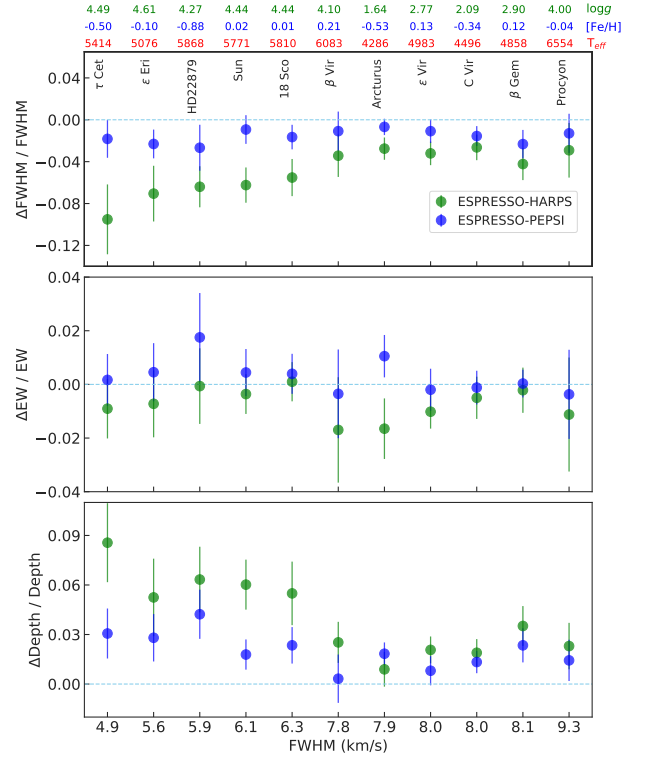 4.49 4.61 4.27 4.44 4.44 4.10 1.64 2.77 2.09 2.90 4.00 logg
-0.50 -0.10 -0.88 0.02 0.01 0.21 -0.53 0.13 -0.34 0.12 -0.04 [Fe/H]
5414 5076 5868 5771 5810 6083 4286 4983 4496 4858 6554 T_eff
τ Cet ε Eri HD22879 Sun 18 Sco β Vir Arcturus ε Vir C Vir β Gem Procyon
0.04
0.00
−0.04
−0.08
−0.12
ΔFWHM / FWHM
ESPRESSO-HARPS
ESPRESSO-PEPSI
0.04
0.02
0.00
−0.02
−0.04
ΔEW / EW
0.09
0.06
0.03
0.00
ΔDepth / Depth
4.9 5.6 5.9 6.1 6.3 7.8 7.9 8.0 8.0 8.1 9.3
FWHM (km/s)